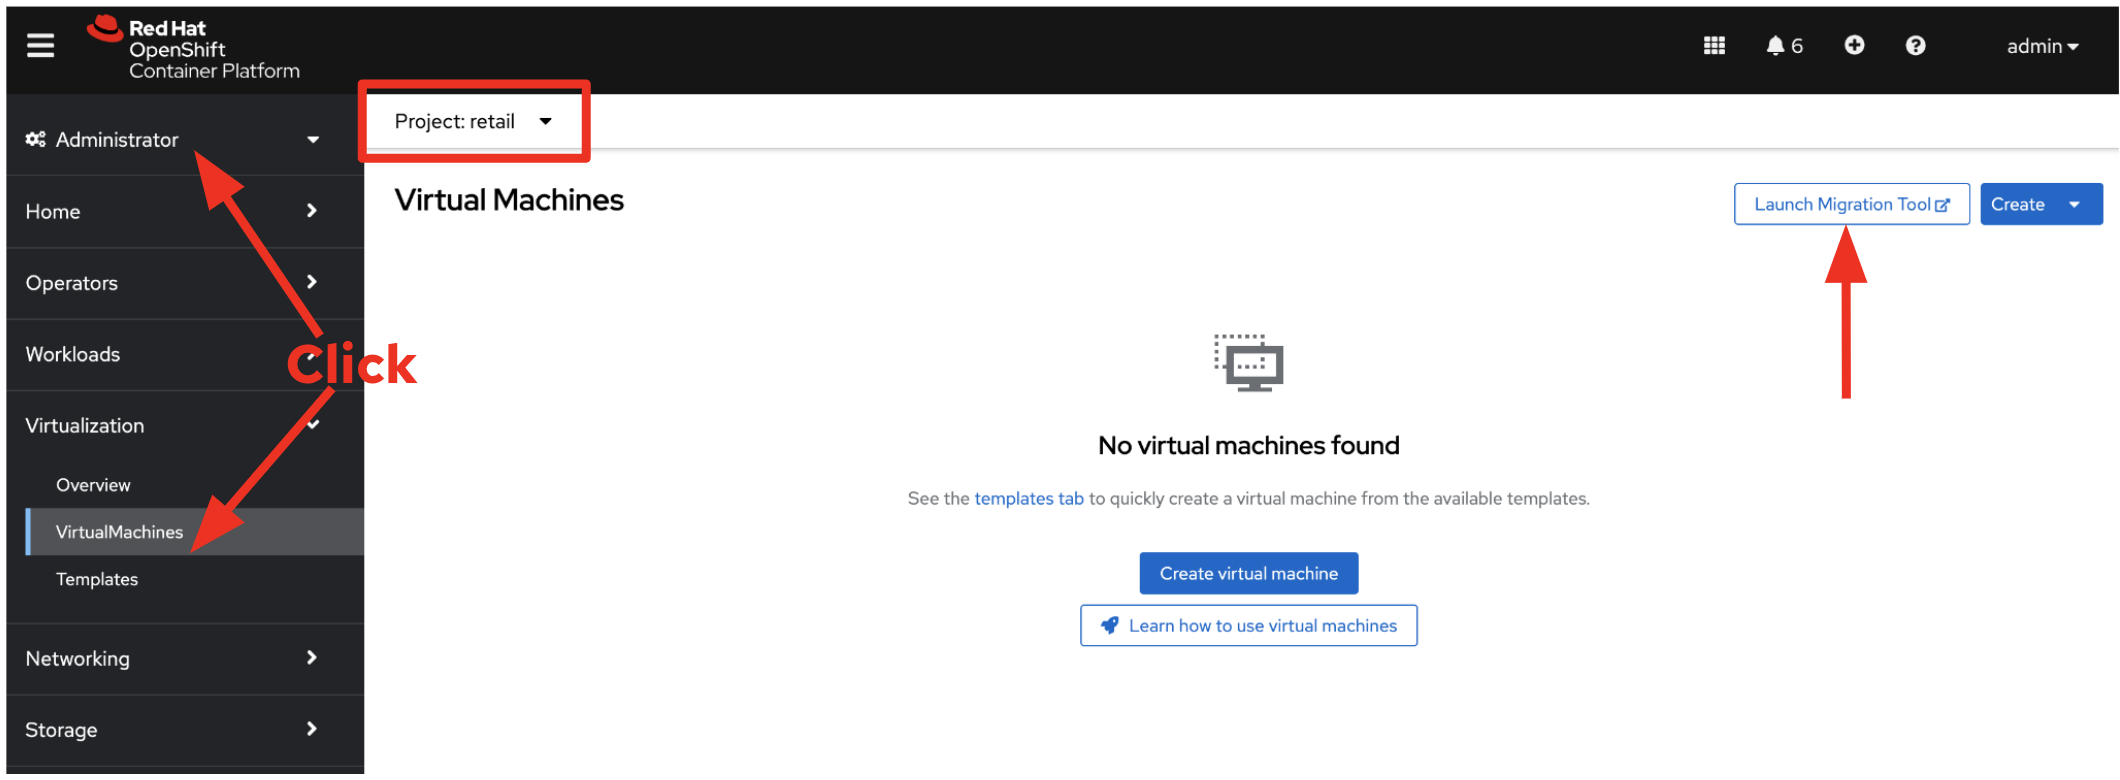 Red Hat
OpenShift
Container Platform
6
admin
Administrator
Project: retail
Home
Virtual Machines
Launch Migration Tool
Create
Operators
Workloads
Click
Virtualization
No virtual machines found
Overview
See the templates tab to quickly create a virtual machine from the available templates.
VirtualMachines
Templates
Create virtual machine
Learn how to use virtual machines
Networking
Storage